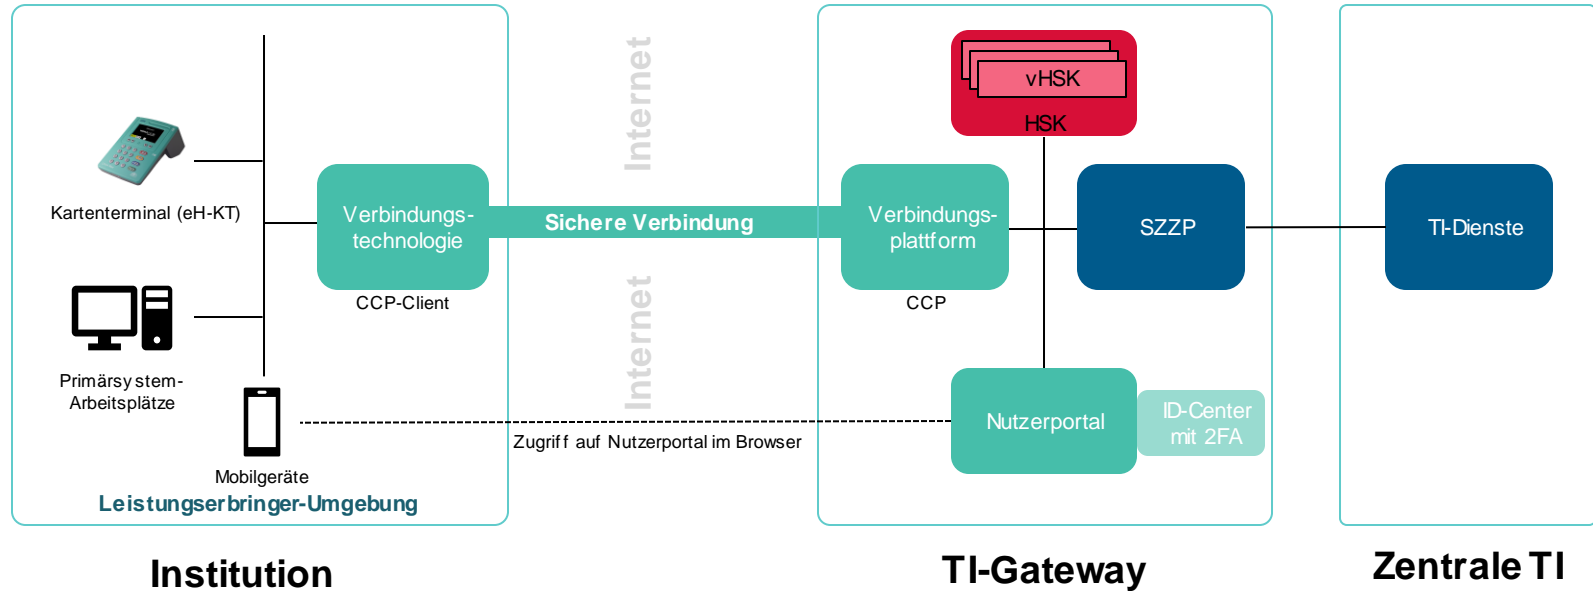 Kartenterminal (eH-KT)
Primärsystem-
Arbeitsplätze
Mobilgeräte
Leistungserbringer-Umgebung
Verbindungs-
technologie
CCP-Client
Institution
Internet
Sichere Verbindung
Internet
Zugriff auf Nutzerportal im Browser
vHSK
HSK
Verbindungs-
plattform
CCP
SZZP
Nutzerportal
ID-Center
mit 2FA
TI-Gateway
TI-Dienste
Zentrale TI